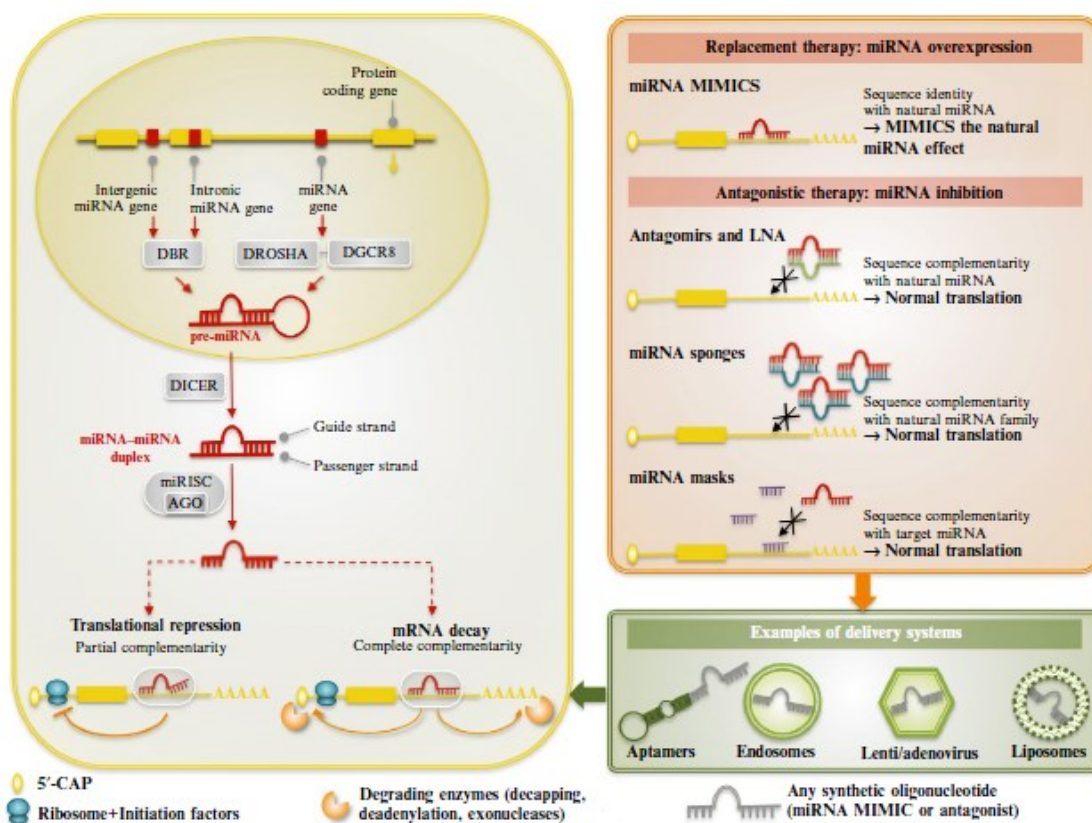 Protein
coding gene
Intergenic
miRNA gene
Intronic
miRNA gene
miRNA
gene
DBR
DROSHA
DGCR8
pre-miRNA
DICER
miRNA–miRNA
duplex
Guide strand
Passenger strand
miRISC
AGO
Translational repression
Partial complementarity
mRNA decay
Complete complementarity
AAAAA
AAAAA
5′-CAP
Ribosome+Initiation factors
Degrading enzymes (decapping,
deadenylation, exonucleases)
Replacement therapy: miRNA overexpression
miRNA MIMICS
Sequence identity
with natural miRNA
→ MIMICS the natural
miRNA effect
AAAAA
Antagonistic therapy: miRNA inhibition
Antagomirs and LNA
Sequence complementarity
with natural miRNA
→ Normal translation
AAAAA
miRNA sponges
Sequence complementarity
with natural miRNA family
→ Normal translation
AAAAA
miRNA masks
Sequence complementarity
with target miRNA
→ Normal translation
AAAAA
Examples of delivery systems
Aptamers
Endosomes
Lenti/adenovirus
Liposomes
Any synthetic oligonucleotide
(miRNA MIMIC or antagonist)